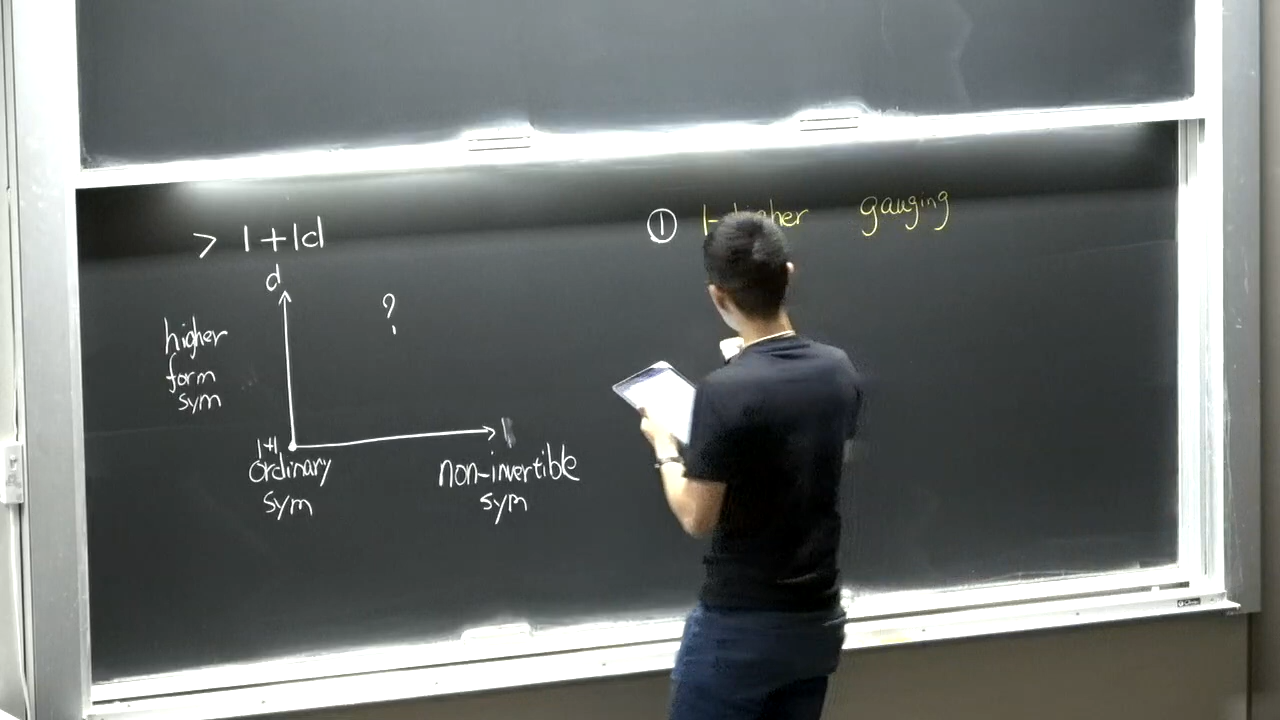 > 1+1d
d
?
higher
form
sym
1+1
ordinary
sym
non-invertible
sym
① gauging